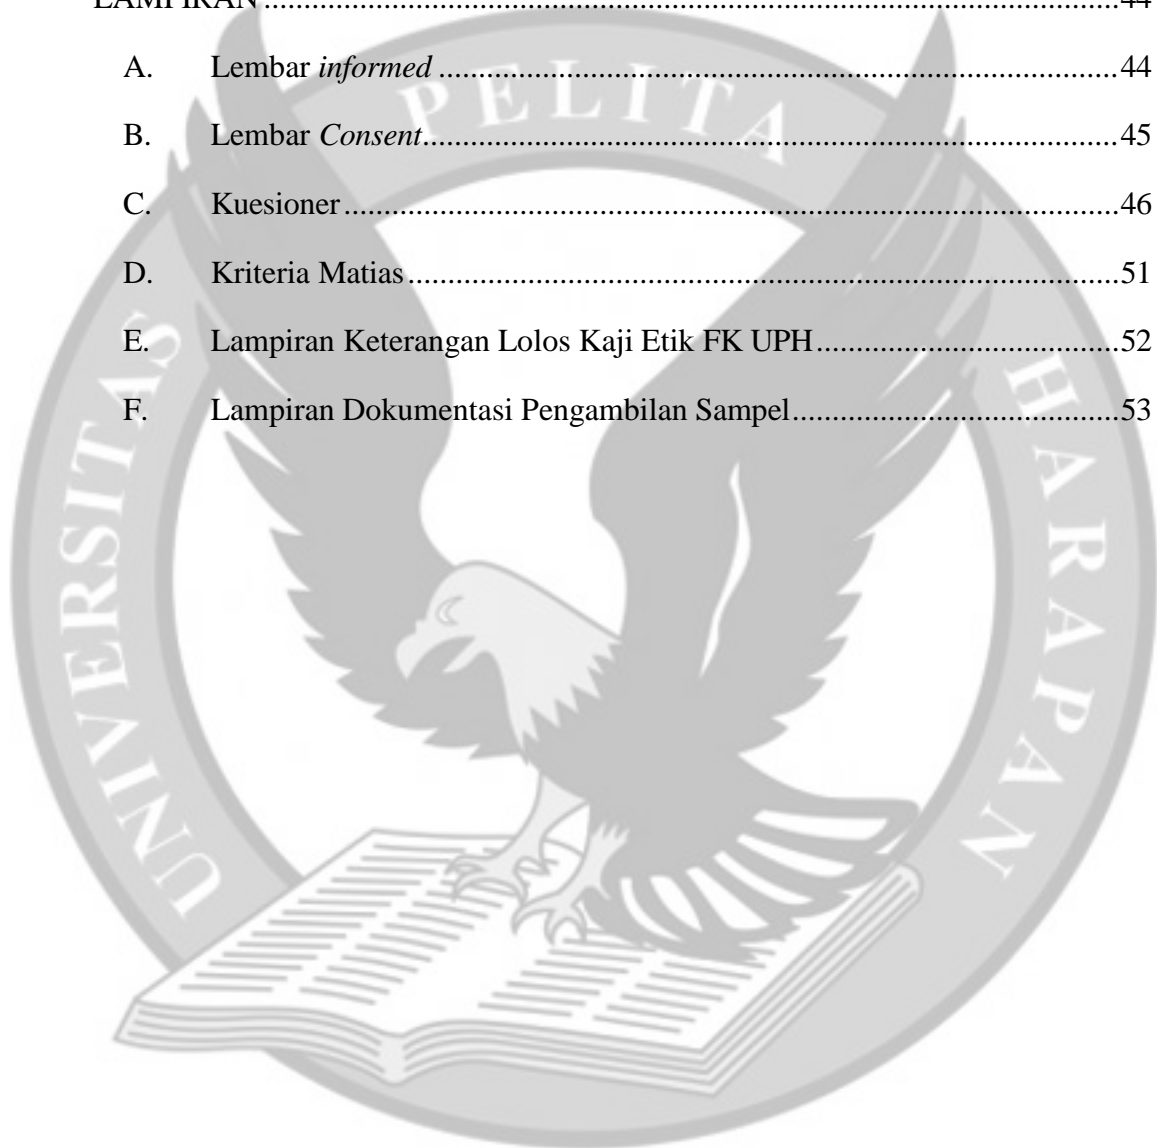 LAMPIRAN........................................................................................................44
A. Lembar informed ....................................................................................44
B. Lembar Consent......................................................................................45
C. Kuesioner ................................................................................................46
D. Kriteria Matias ........................................................................................51
E. Lampiran Keterangan Lolos Kaji Etik FK UPH......................................52
F. Lampiran Dokumentasi Pengambilan Sampel.........................................53
UNIVERSITAS PELITA HARAPAN